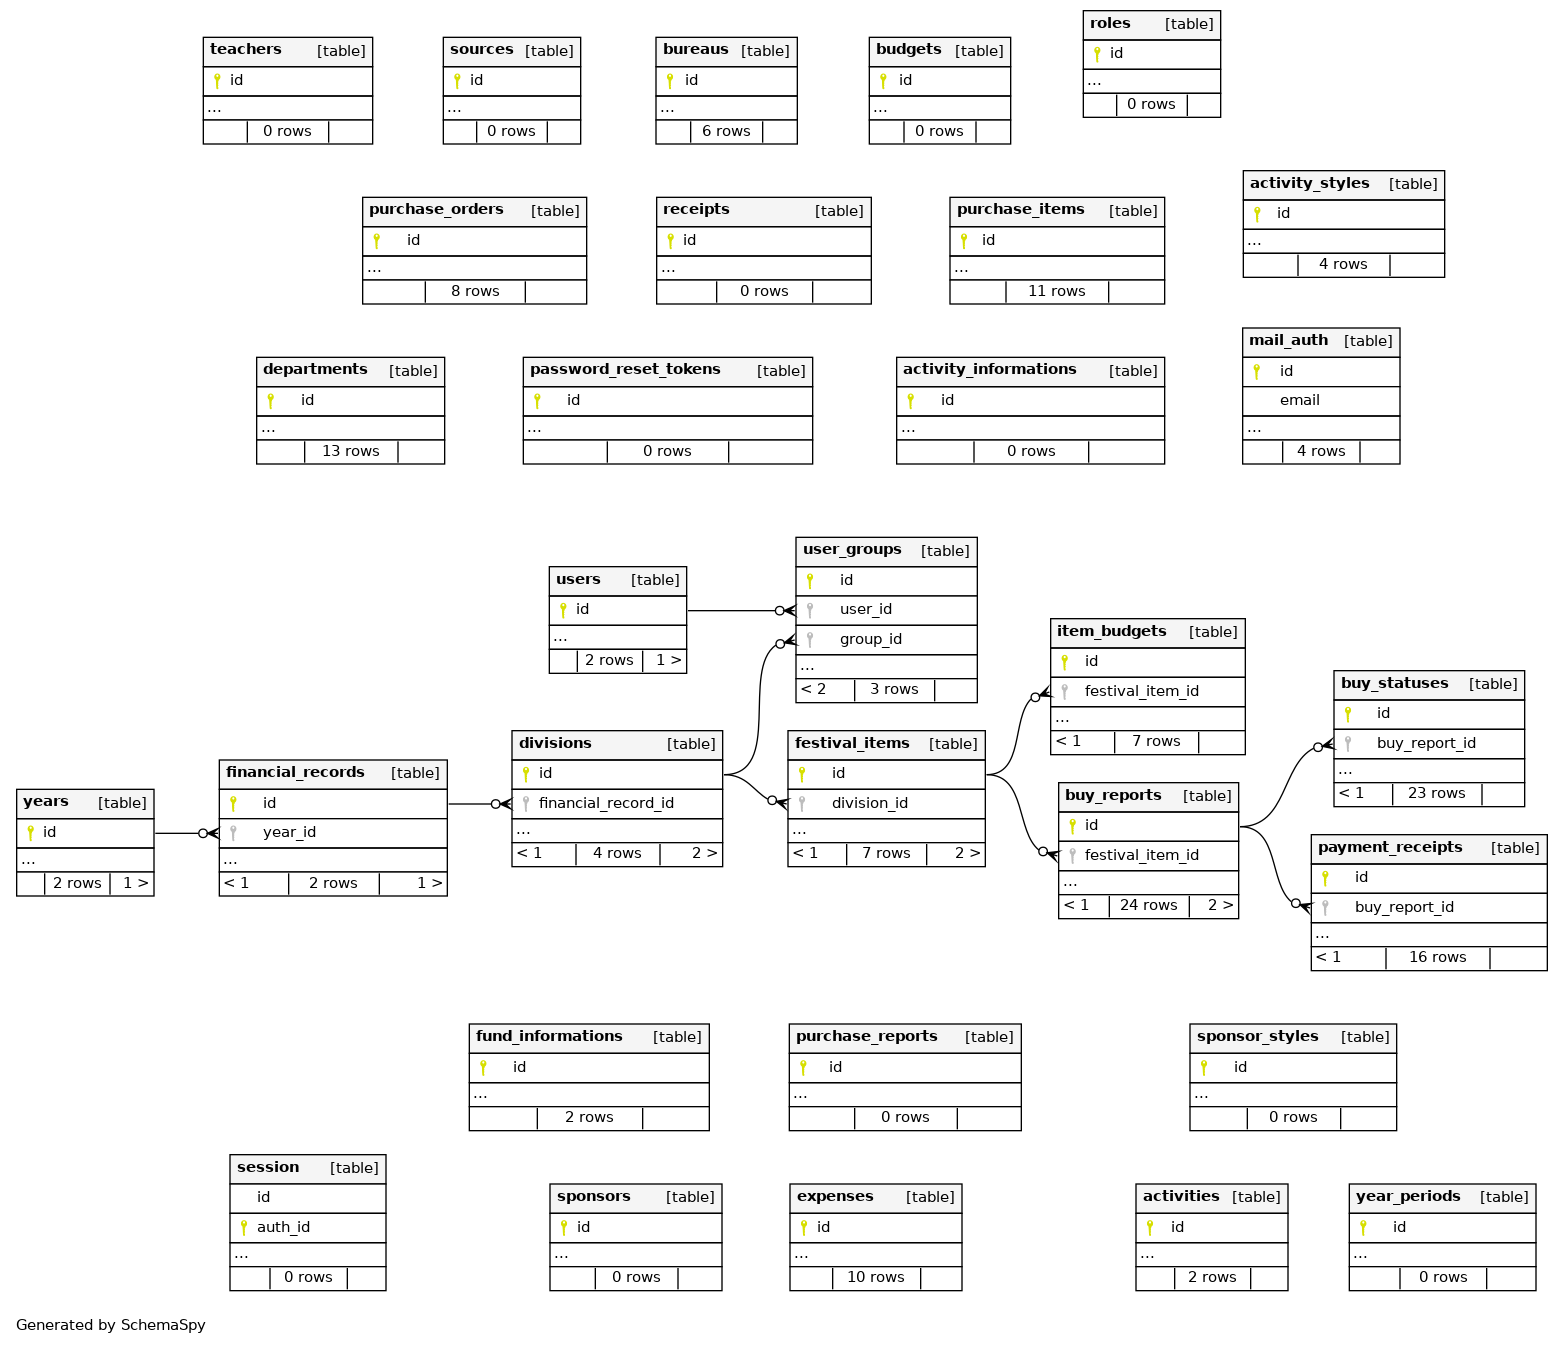 teachers [table]
id
...
0 rows
sources [table]
id
...
0 rows
bureaus [table]
id
...
6 rows
budgets [table]
id
...
0 rows
roles [table]
id
...
0 rows
purchase_orders [table]
id
...
8 rows
receipts [table]
id
...
0 rows
purchase_items [table]
id
...
11 rows
activity_styles [table]
id
...
4 rows
departments [table]
id
...
13 rows
password_reset_tokens [table]
id
...
0 rows
activity_informations [table]
id
...
0 rows
mail_auth [table]
id
email
...
4 rows
users [table]
id
...
2 rows 1 >
user_groups [table]
id
user_id
group_id
...
< 2 3 rows
item_budgets [table]
id
festival_item_id
...
< 1 7 rows
buy_statuses [table]
id
buy_report_id
...
< 1 23 rows
years [table]
id
...
2 rows 1 >
financial_records [table]
id
year_id
...
< 1 2 rows 1 >
divisions [table]
id
financial_record_id
...
< 1 4 rows 2 >
festival_items [table]
id
division_id
...
< 1 7 rows 2 >
buy_reports [table]
id
festival_item_id
...
< 1 24 rows 2 >
payment_receipts [table]
id
buy_report_id
...
< 1 16 rows
fund_informations [table]
id
...
2 rows
purchase_reports [table]
id
...
0 rows
sponsor_styles [table]
id
...
0 rows
session [table]
id
auth_id
...
0 rows
sponsors [table]
id
...
0 rows
expenses [table]
id
...
10 rows
activities [table]
id
...
2 rows
year_periods [table]
id
...
0 rows
Generated by SchemaSpy